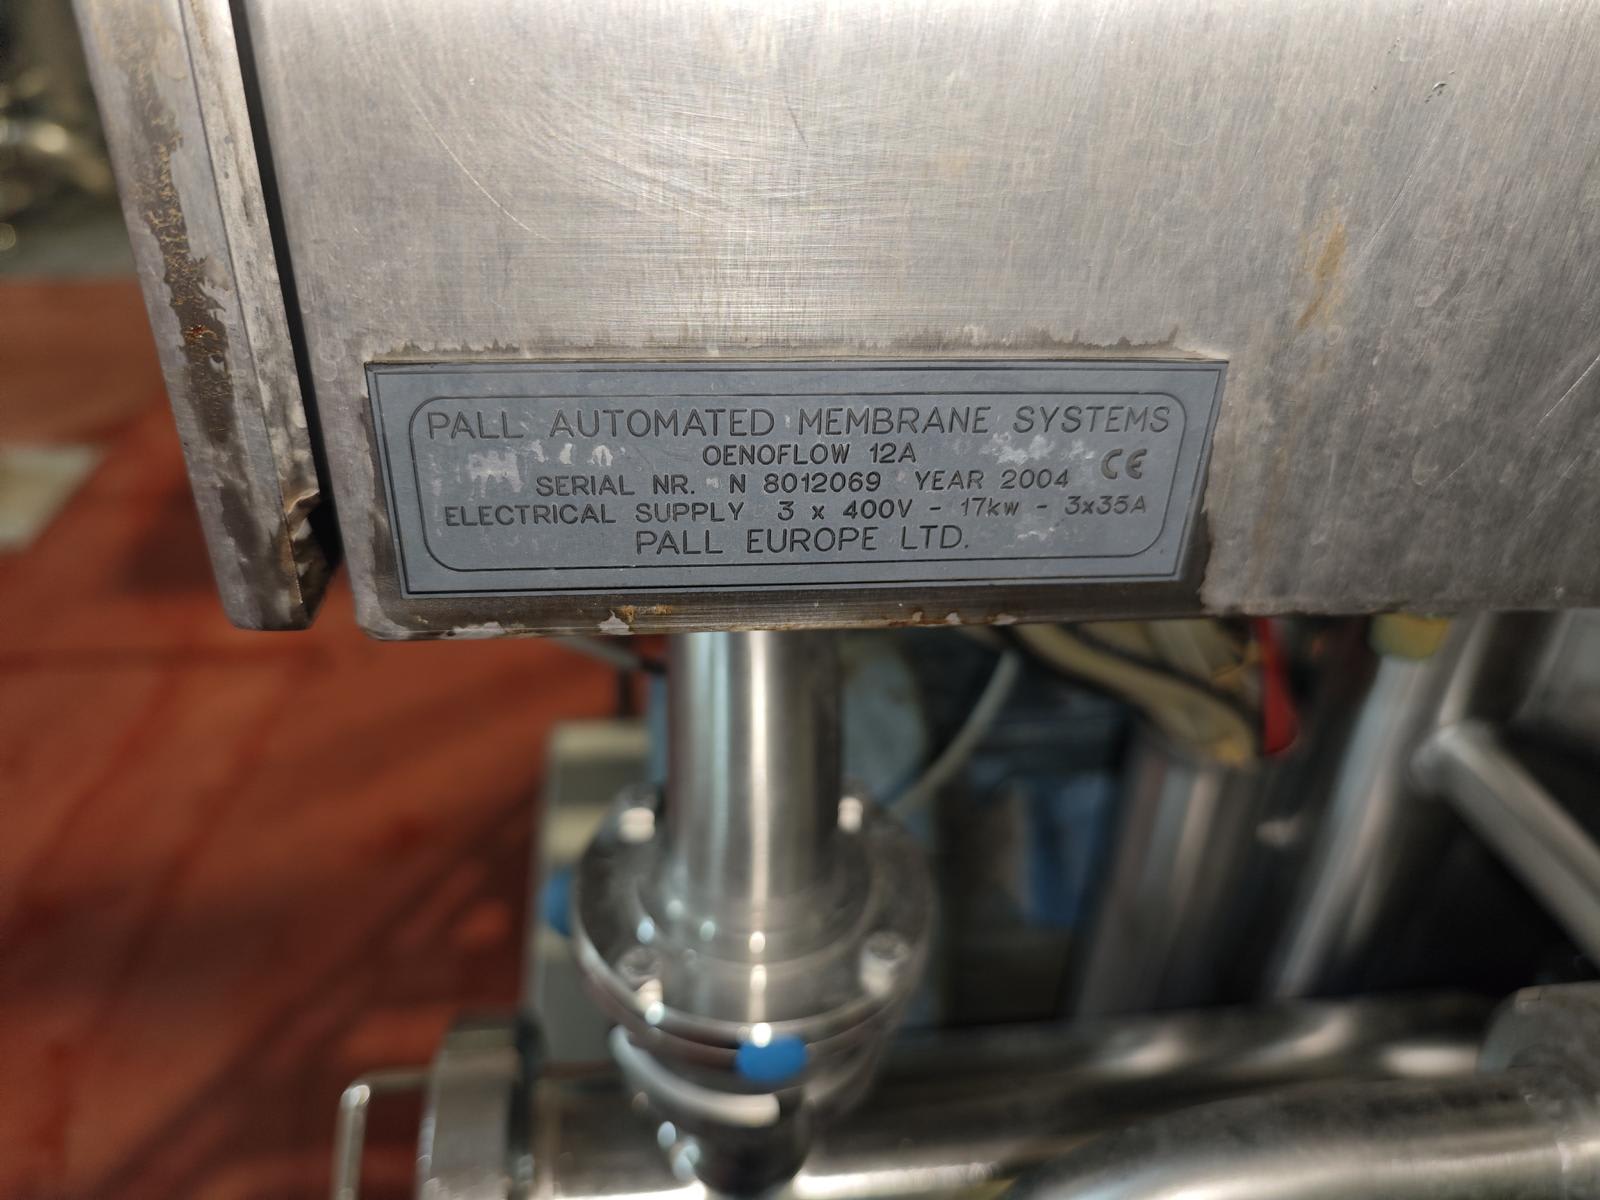 PALL AUTOMATED MEMBRANE SYSTEMS
OENOFLOW 12A
CE
SERIAL NR. N 8012069 YEAR 2004
ELECTRICAL SUPPLY 3 x 400V - 17kw - 3x35A
PALL EUROPE LTD.